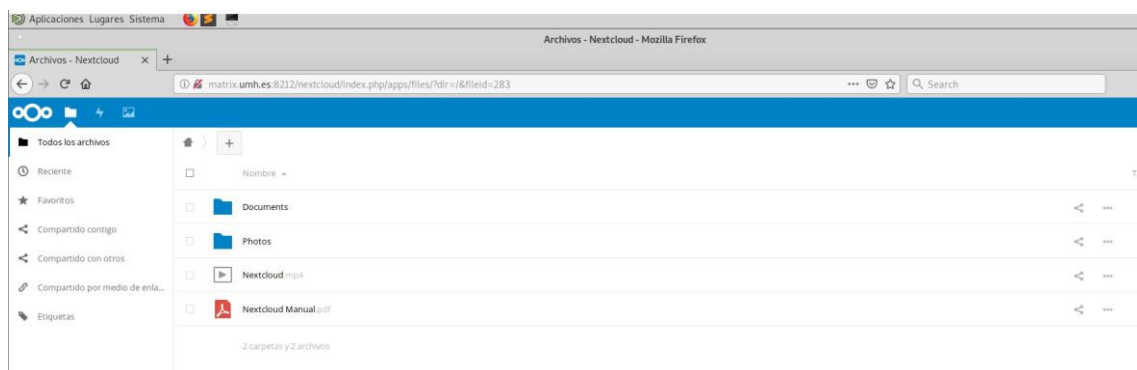 Aplicaciones Lugares Sistema
Archivos - Nextcloud - Mozilla Firefox
Archivos - Nextcloud × +
matrix.umh.es:8212/nextcloud/index.php/apps/files/?dir=/&fileid=283 ••• Search
Todos los archivos
+
Reciente
Nombre
T
Favoritos
Documents
Compartido contigo
Photos
Compartido con otros
Nextcloud.mp4
Compartido por medio de enla...
Nextcloud Manual.pdf
Etiquetas
2 carpetas y 2 archivos